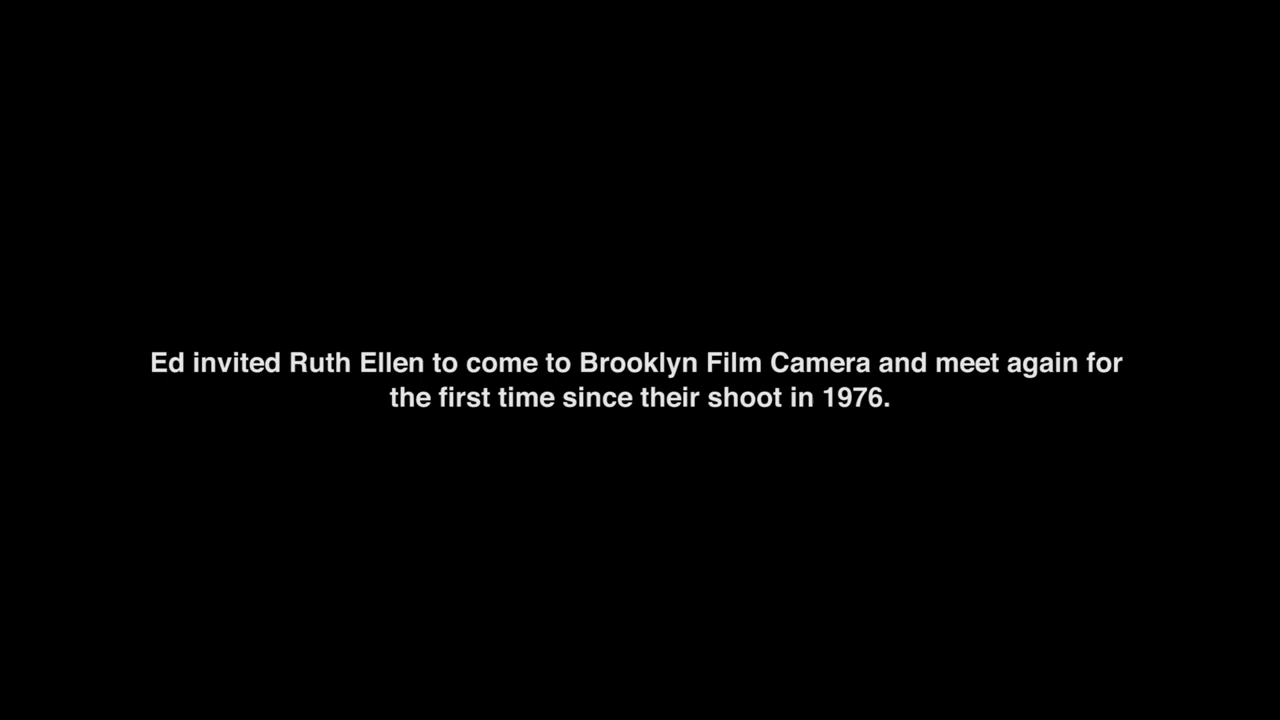 Ed invited Ruth Ellen to come to Brooklyn Film Camera and meet again for
the first time since their shoot in 1976.